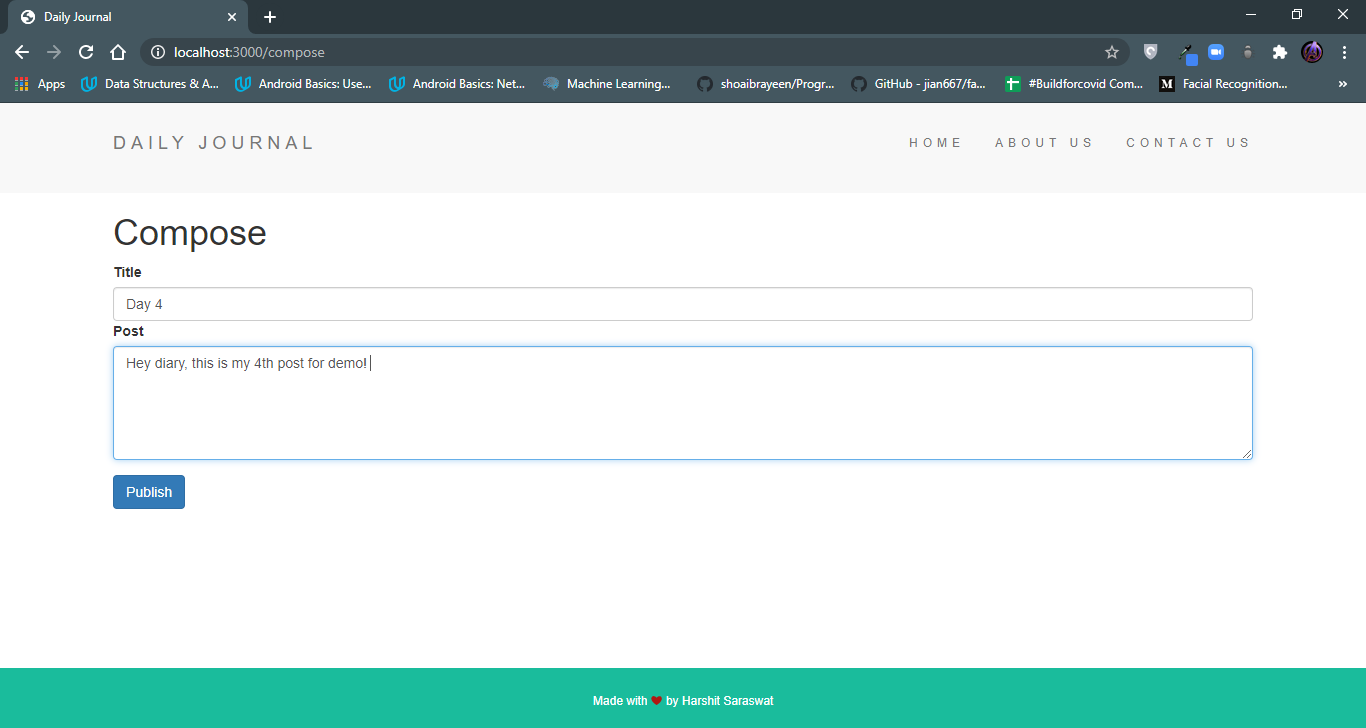 Daily Journal
localhost:3000/compose
Apps Data Structures & A... Android Basics: Use... Android Basics: Net... Machine Learning... shoaibrayeen/Progr... GitHub - jian667/fa... #Buildforcovid Com... M Facial Recognition... »
DAILY JOURNAL HOME ABOUT US CONTACT US
Compose
Title
Day 4
Post
Hey diary, this is my 4th post for demo!
Publish
Made with ❤ by Harshit Saraswat